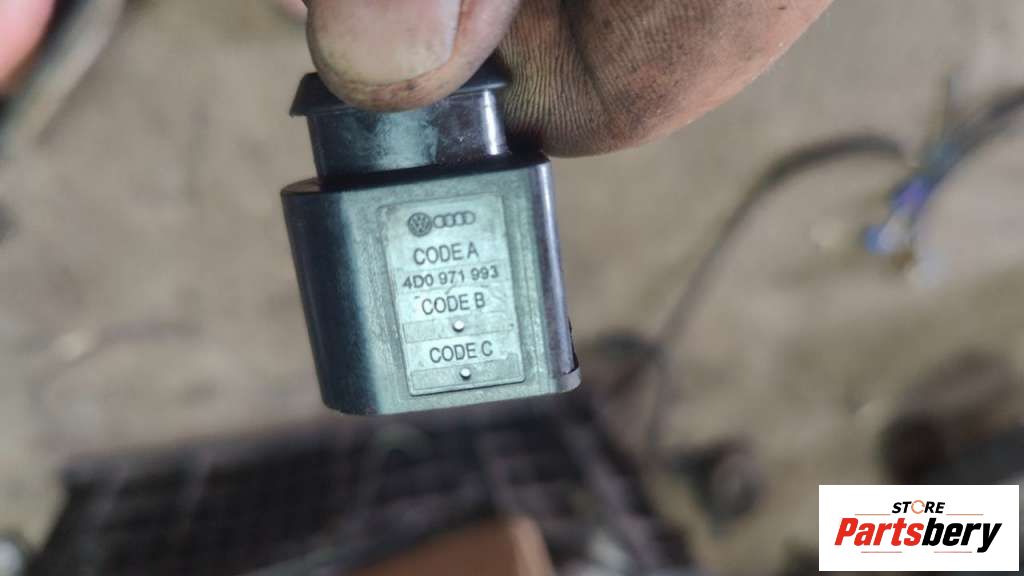 CODE A
4D0 971 993
CODE B
CODE C
STORE
Partsbery